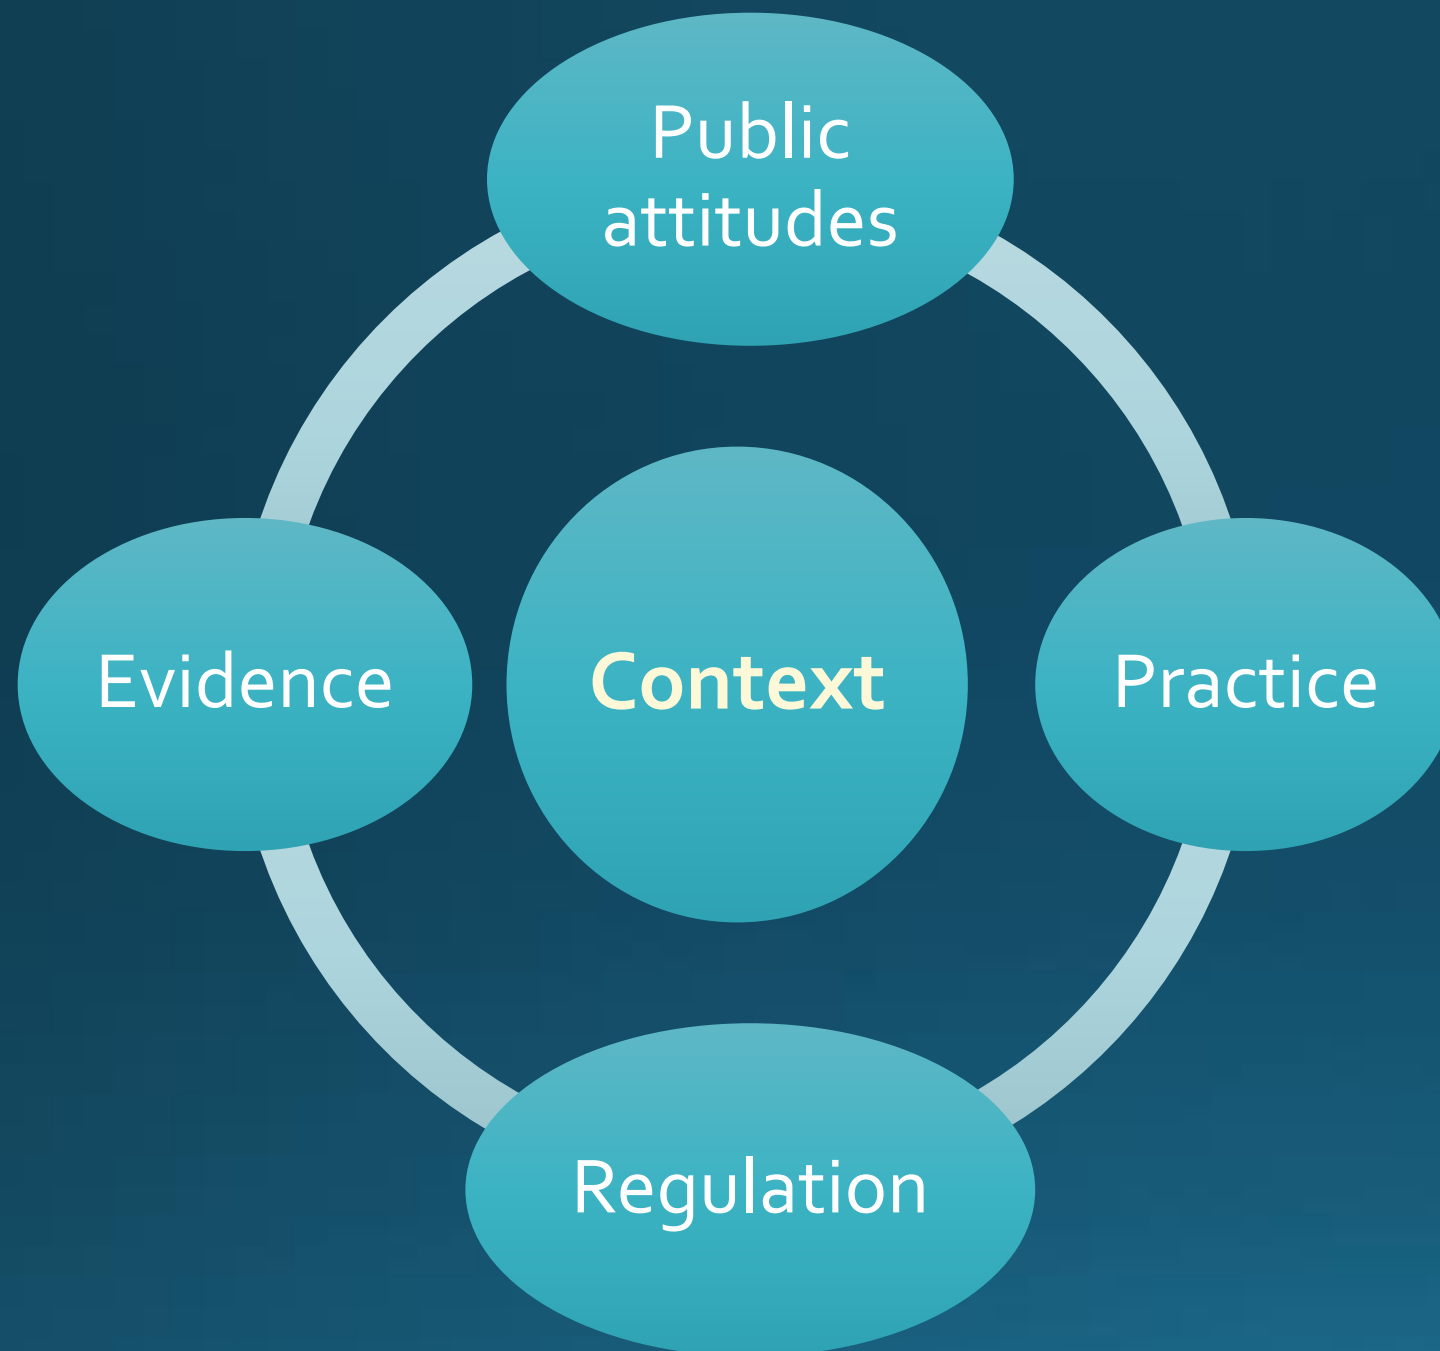 Public
attitudes
Evidence
Context
Practice
Regulation